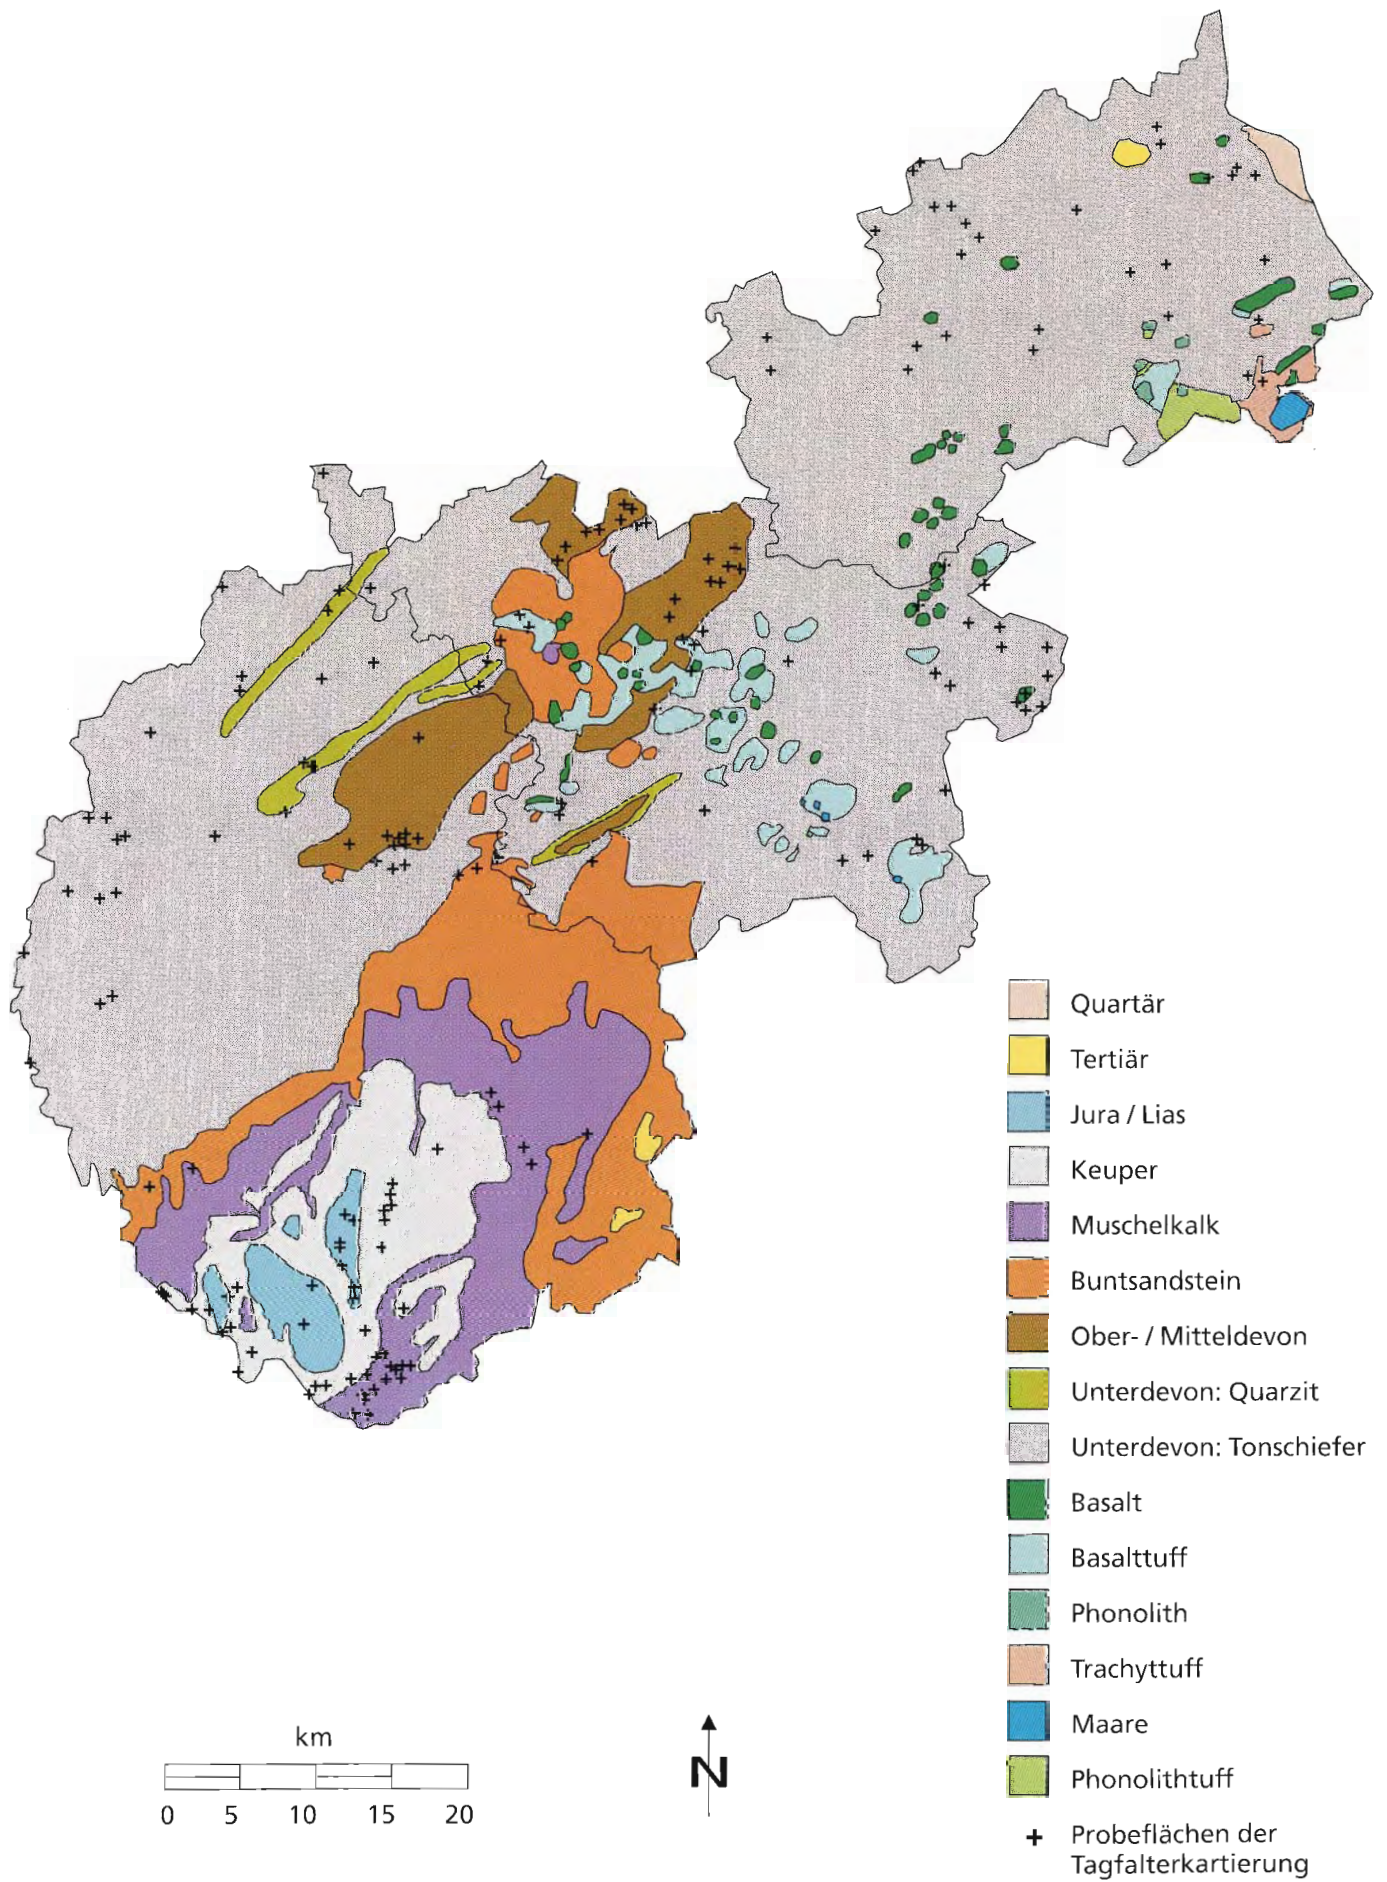 Quartär
Tertiär
Jura / Lias
Keuper
Muschelkalk
Buntsandstein
Ober- / Mitteldevon
Unterdevon: Quarzit
Unterdevon: Tonschiefer
Basalt
Basalttuff
Phonolith
Trachyttuff
Maare
Phonolithtuff
Probeflächen der
Tagfalterkartierung
km
0 5 10 15 20
N